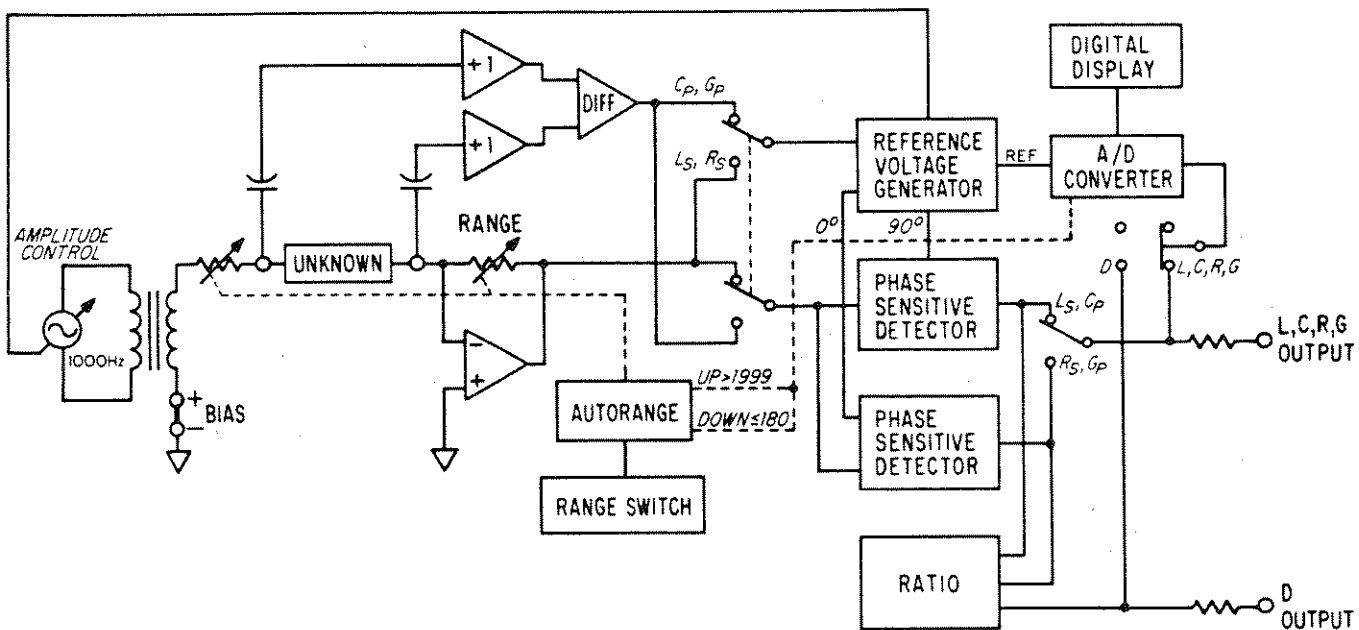 DIGITAL
DISPLAY
+1
DIFF
CP, GP
+1
REFERENCE
VOLTAGE
GENERATOR
REF
A/D
CONVERTER
LS, RS
RANGE
0°
90°
AMPLITUDE
CONTROL
UNKNOWN
D
L,C,R,G
PHASE
SENSITIVE
DETECTOR
LS, CP
1000Hz
L,C,R,G
OUTPUT
RS, GP
−
+
UP>1999
+
BIAS
−
AUTORANGE
DOWN≤180
PHASE
SENSITIVE
DETECTOR
RANGE SWITCH
RATIO
D
OUTPUT